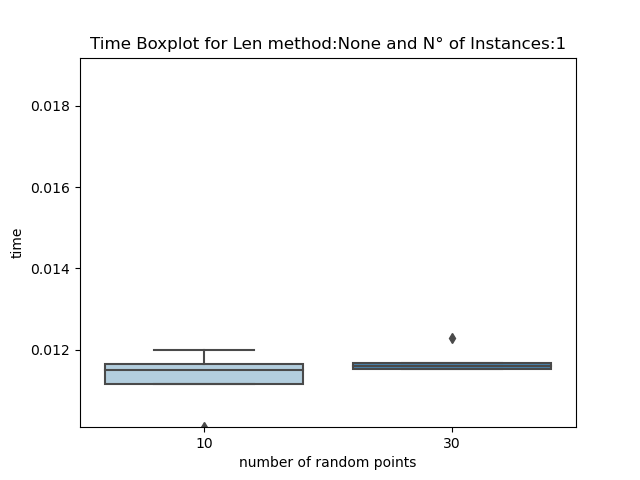 Time Boxplot for Len method:None and N° of Instances:1
0.018
0.016
0.014
0.012
time
10
30
number of random points